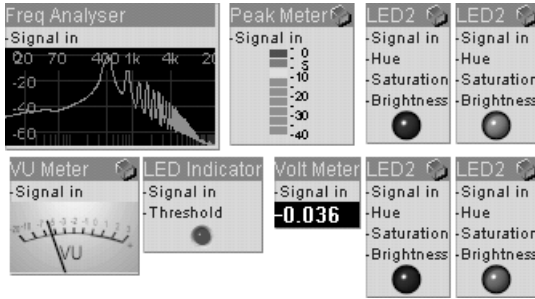 Freq Analyser
-Signal in
20 70 400 1k 4k 20
-20
-40
-60
Peak Meter
-Signal in
0
-5
-10
-20
-30
-40
LED2
-Signal in
-Hue
-Saturation
-Brightness
LED2
-Signal in
-Hue
-Saturation
-Brightness
VU Meter
-Signal in
VU
LED Indicator
-Signal in
-Threshold
Volt Meter
-Signal in
-0.036
LED2
-Signal in
-Hue
-Saturation
-Brightness
LED2
-Signal in
-Hue
-Saturation
-Brightness